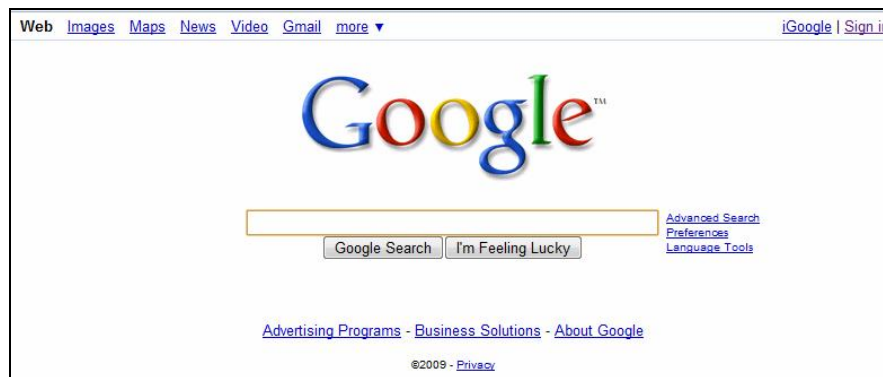 Web Images Maps News Video Gmail more ▼ iGoogle | Sign i
Google™
Advanced Search
Preferences
Language Tools
Google Search I'm Feeling Lucky
Advertising Programs - Business Solutions - About Google
©2009 - Privacy